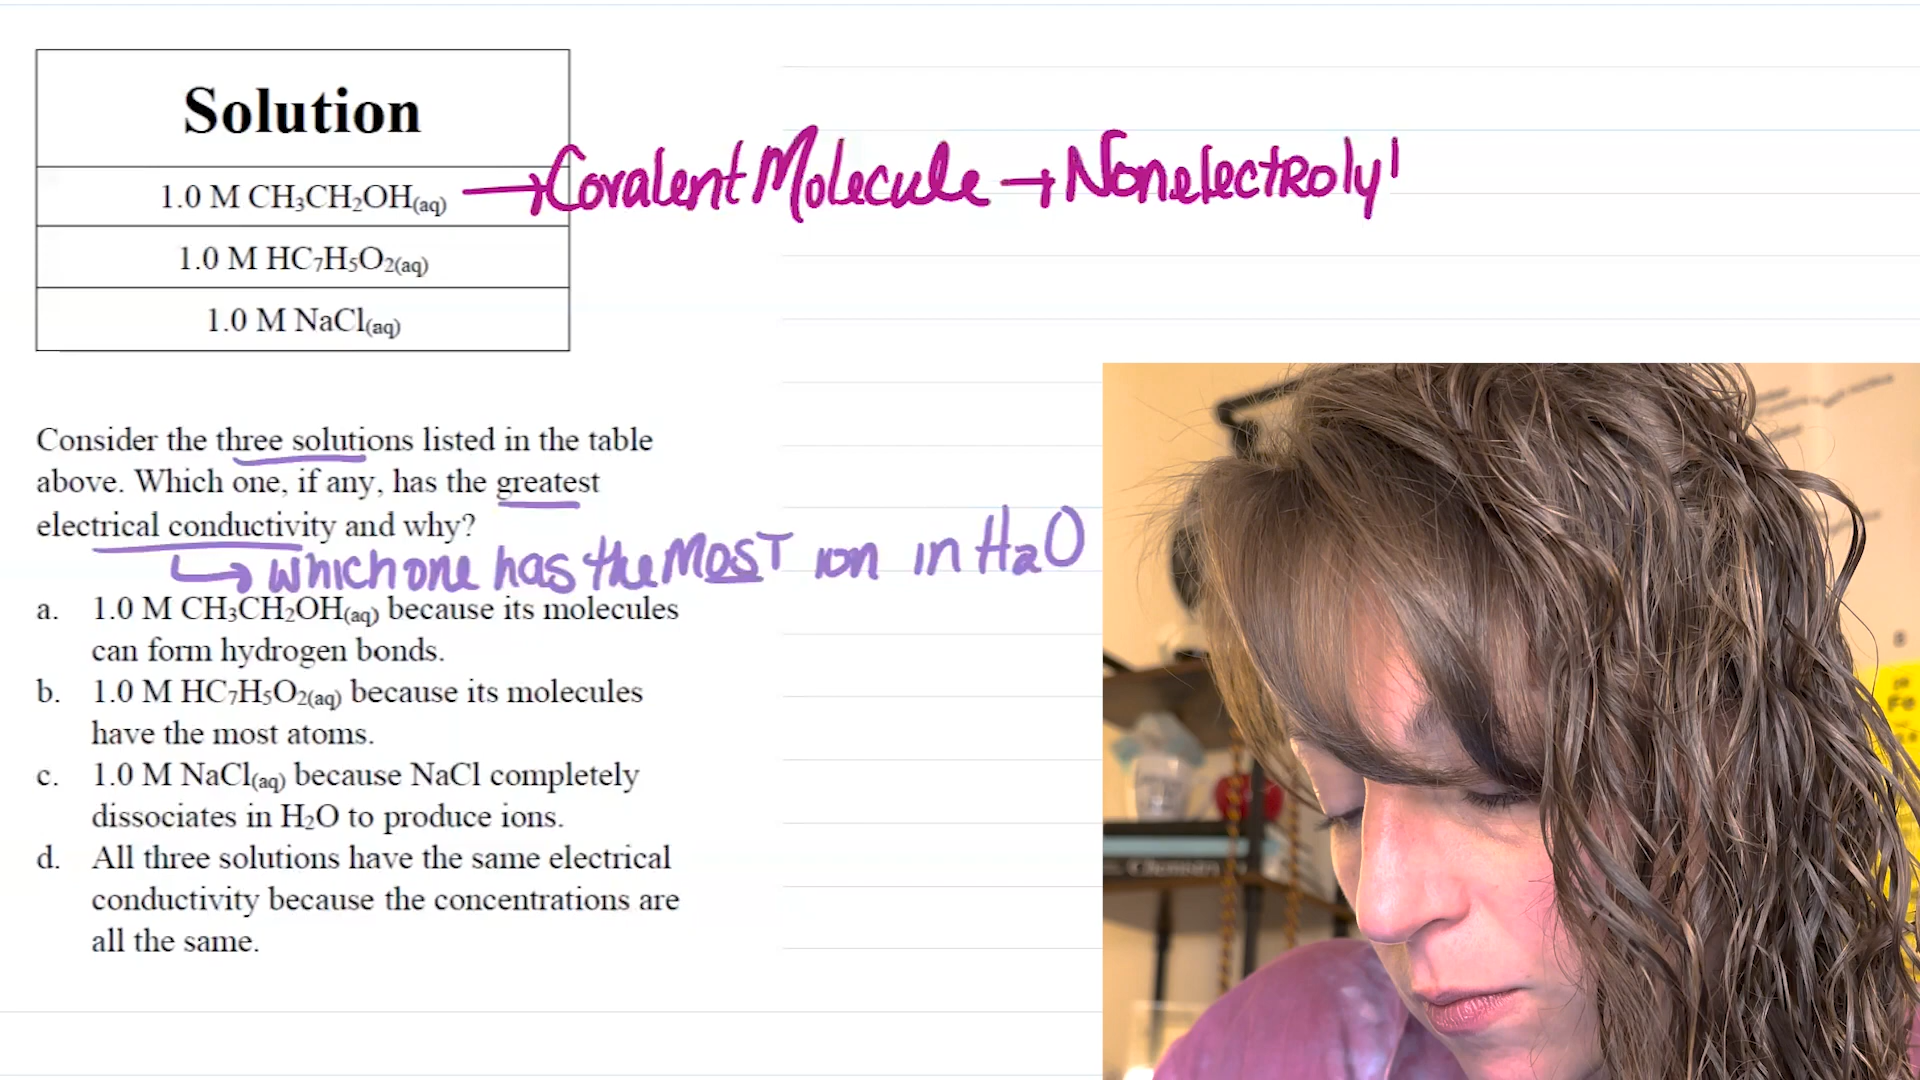 Solution
1.0 M CH₃CH₂OH(aq) → Covalent Molecule → Nonelectroly
1.0 M HC₇H₅O₂(aq)
1.0 M NaCl(aq)
Consider the three solutions listed in the table
above. Which one, if any, has the greatest
electrical conductivity and why?
↳ which one has the MOST ion in H₂O
a. 1.0 M CH₃CH₂OH(aq) because its molecules
can form hydrogen bonds.
b. 1.0 M HC₇H₅O₂(aq) because its molecules
have the most atoms.
c. 1.0 M NaCl(aq) because NaCl completely
dissociates in H₂O to produce ions.
d. All three solutions have the same electrical
conductivity because the concentrations are
all the same.
Fe